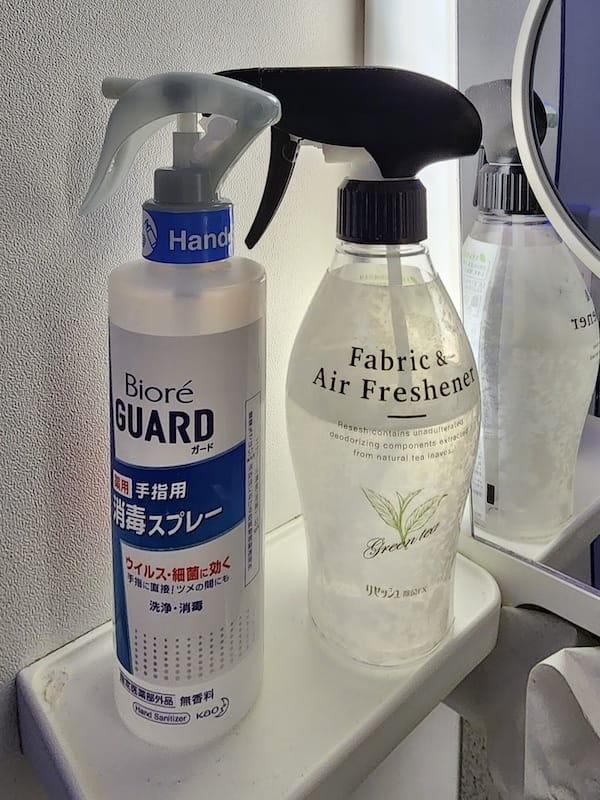 Hand
Bioré
GUARD
ガード
薬用 手指用
消毒スプレー
ウイルス・細菌に効く
手指に直接!ツメの間にも
洗浄・消毒
指定医薬部外品 無香料
Hand Sanitizer Kao
Fabric &
Air Freshener
Resesh contains unadulterated
deodorizing components extracted
from natural tea leaves.
Green tea
リセッシュ 除菌EX